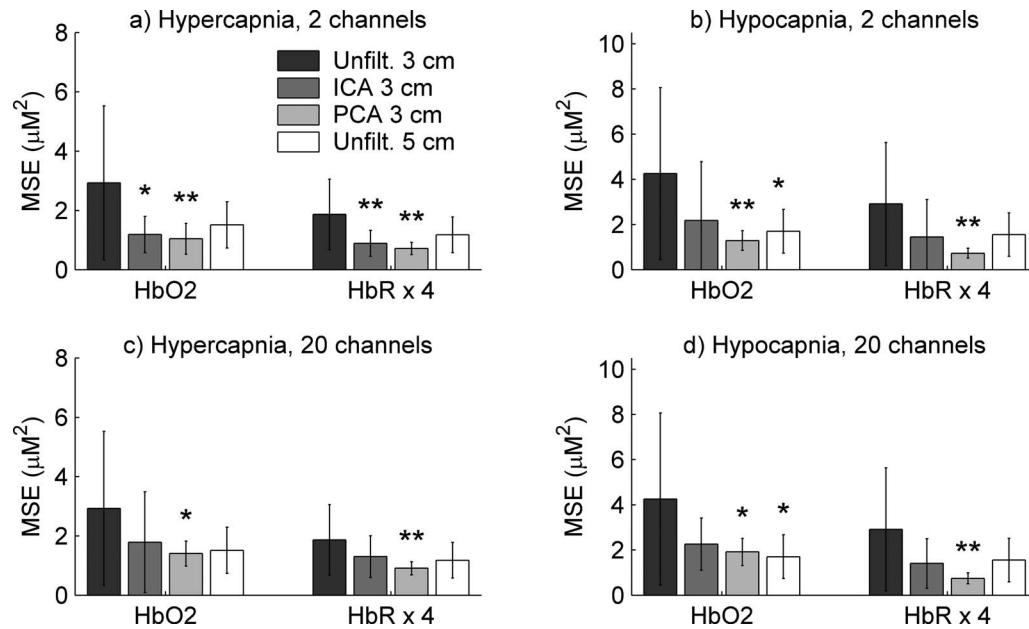 a) Hypercapnia, 2 channels
8
6
4
2
0
MSE (μM²)
Unfilt. 3 cm
ICA 3 cm
PCA 3 cm
Unfilt. 5 cm
* ** ** **
HbO2 HbR x 4
b) Hypocapnia, 2 channels
10
8
6
4
2
0
MSE (μM²)
** * **
HbO2 HbR x 4
c) Hypercapnia, 20 channels
8
6
4
2
0
MSE (μM²)
* **
HbO2 HbR x 4
d) Hypocapnia, 20 channels
10
8
6
4
2
0
MSE (μM²)
* * **
HbO2 HbR x 4